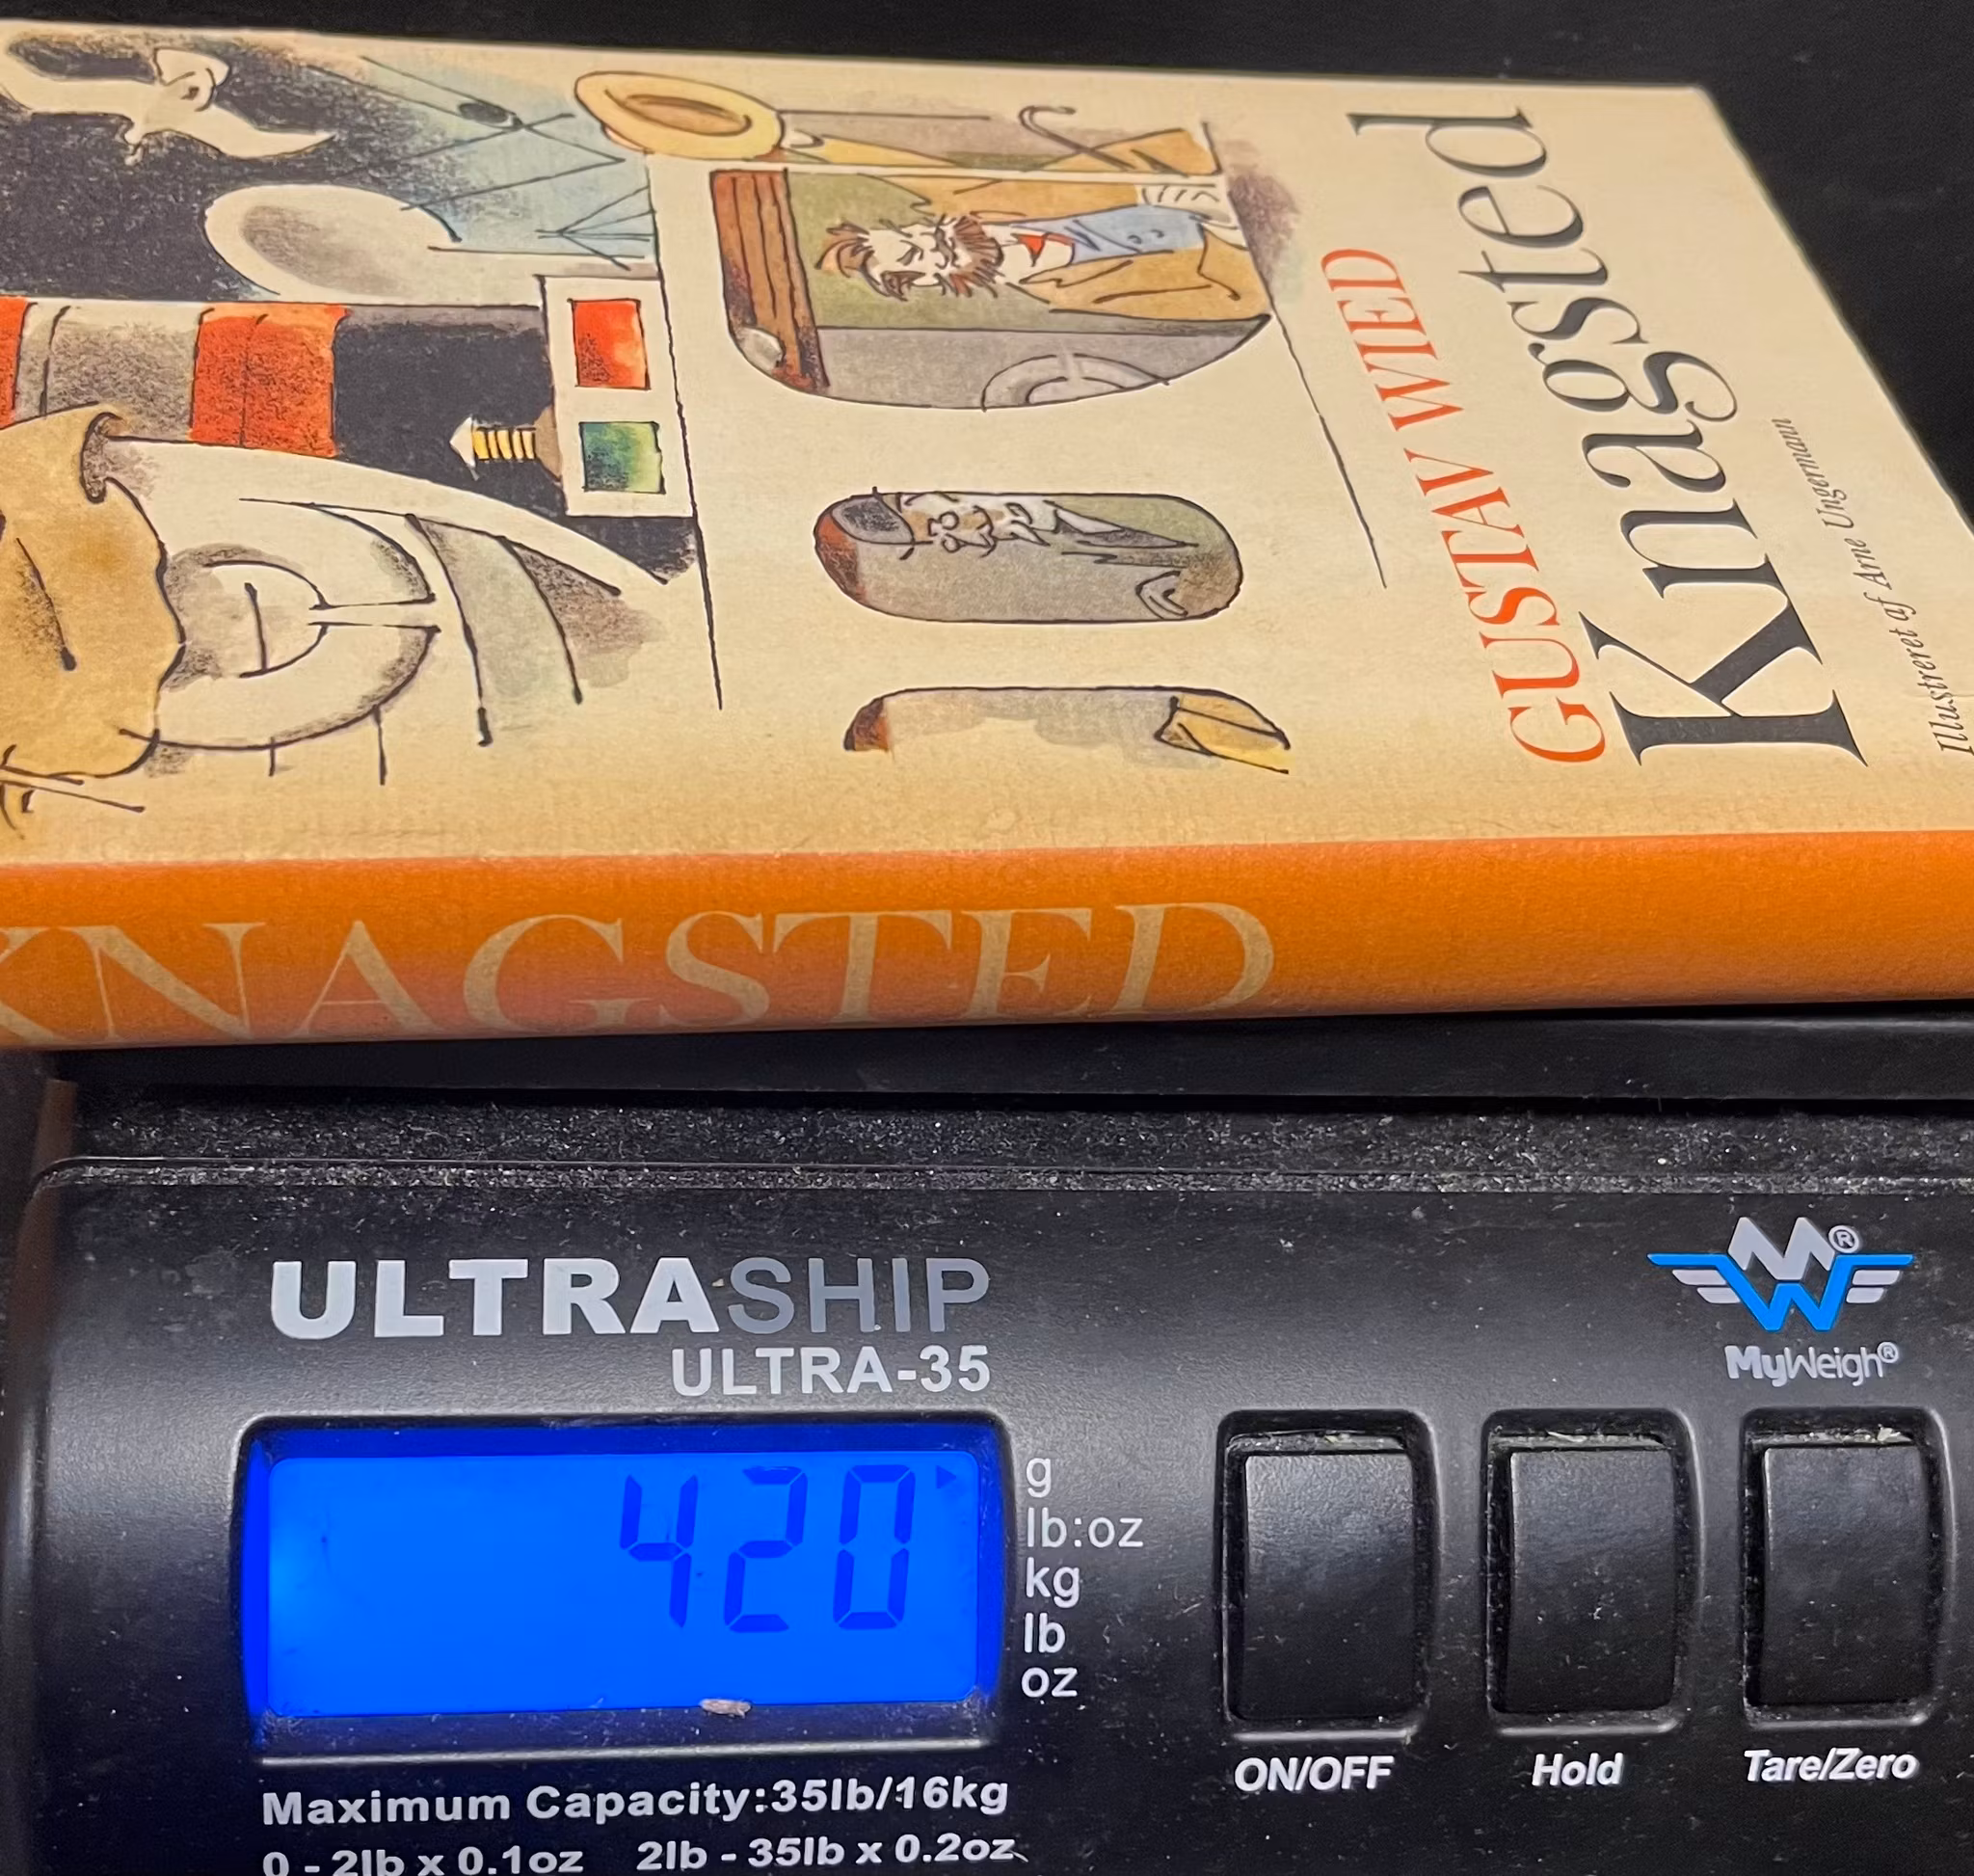 GUSTAV WIED
Knagsted
Illustreret af Arne Ungermann
KNAGSTED
ULTRASHIP
ULTRA-35
MW®
MyWeigh®
420
g
lb:oz
kg
lb
oz
ON/OFF
Hold
Tare/Zero
Maximum Capacity:35lb/16kg
0 - 2lb x 0.1oz 2lb - 35lb x 0.2oz